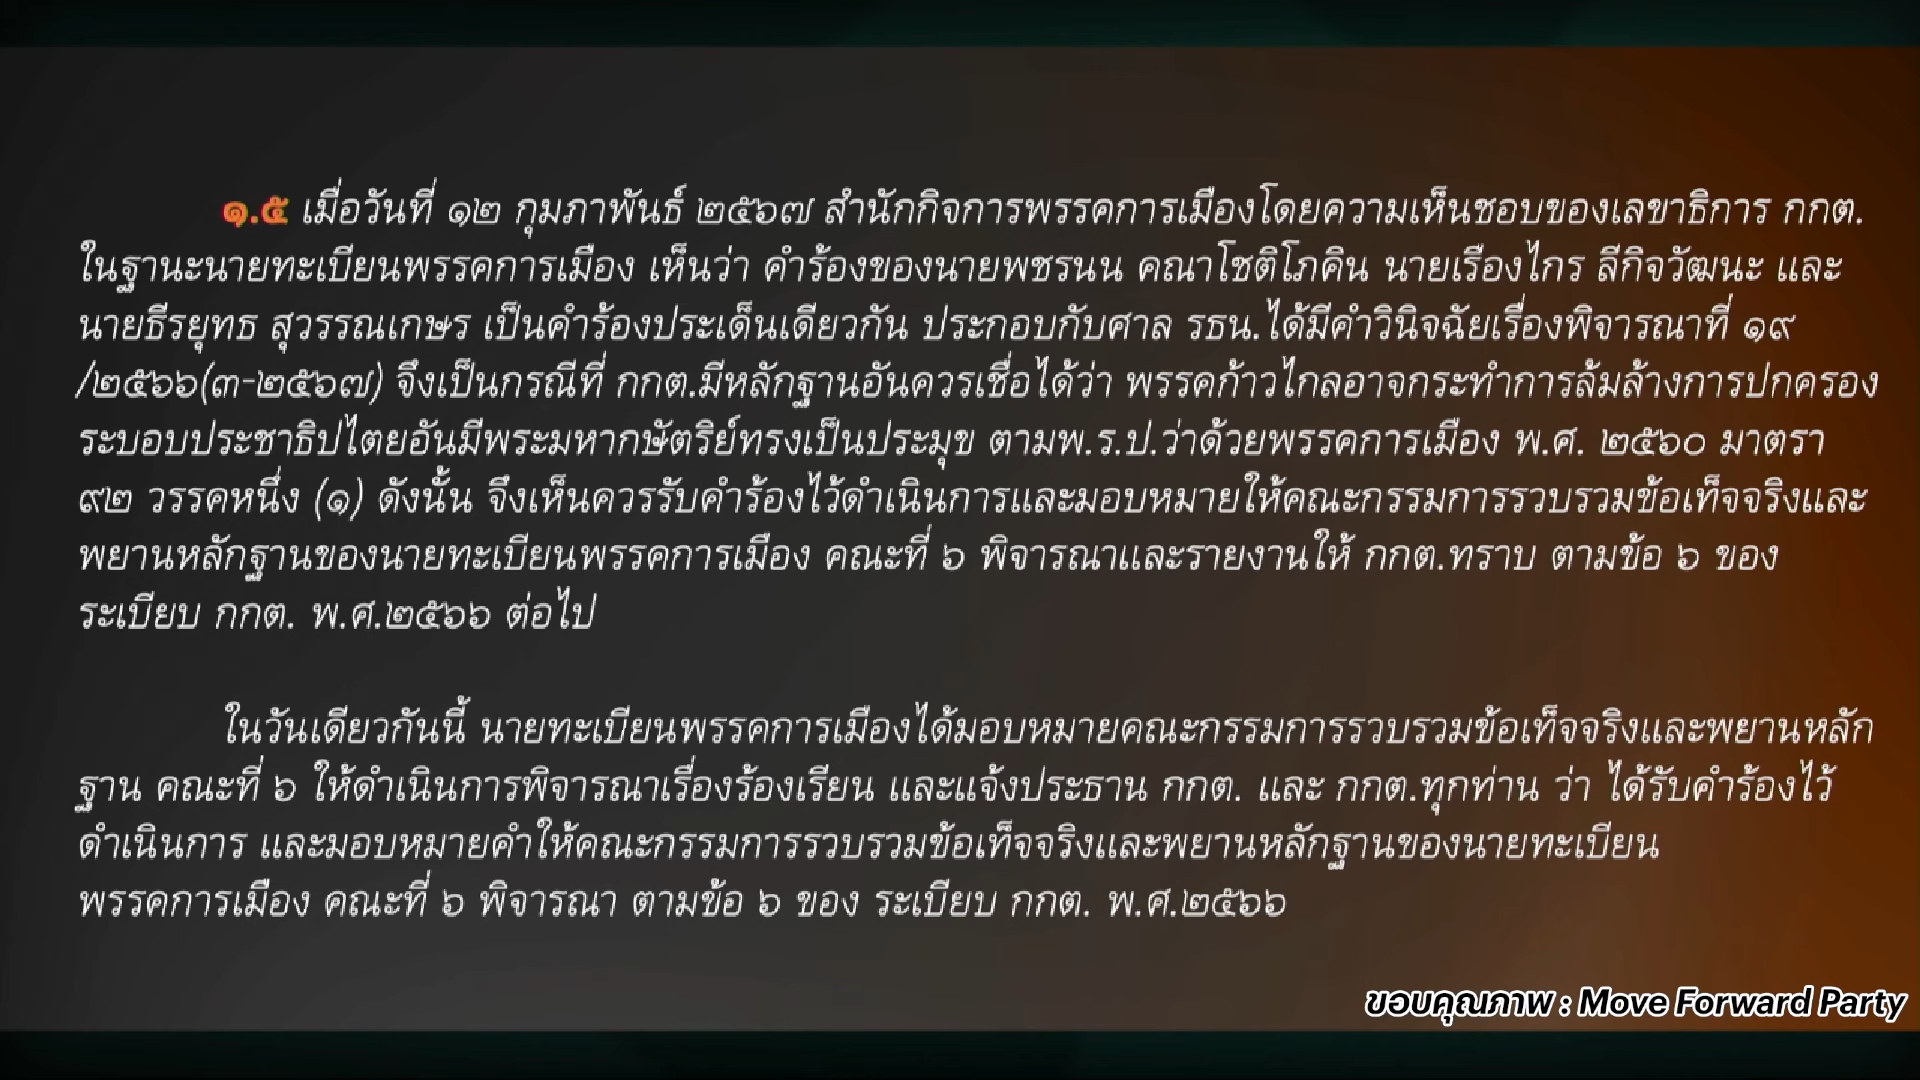 ๑.๕ เมื่อวันที่ ๑๒ กุมภาพันธ์ ๒๕๖๗ สำนักกิจการพรรคการเมืองโดยความเห็นชอบของเลขาธิการ กกต.
ในฐานะนายทะเบียนพรรคการเมือง เห็นว่า คำร้องของนายพชรนน คณาโชติโภคิน นายเรืองไกร ลีกิจวัฒนะ และ
นายธีรยุทธ สุวรรณเกษร เป็นคำร้องประเด็นเดียวกัน ประกอบกับศาล รธน.ได้มีคำวินิจฉัยเรื่องพิจารณาที่ ๑๙
/๒๕๖๖(๓-๒๕๖๗) จึงเป็นกรณีที่ กกต.มีหลักฐานอันควรเชื่อได้ว่า พรรคก้าวไกลอาจกระทำการล้มล้างการปกครอง
ระบอบประชาธิปไตยอันมีพระมหากษัตริย์ทรงเป็นประมุข ตามพ.ร.ป.ว่าด้วยพรรคการเมือง พ.ศ. ๒๕๖๐ มาตรา
๙๒ วรรคหนึ่ง (๑) ดังนั้น จึงเห็นควรรับคำร้องไว้ดำเนินการและมอบหมายให้คณะกรรมการรวบรวมข้อเท็จจริงและ
พยานหลักฐานของนายทะเบียนพรรคการเมือง คณะที่ ๖ พิจารณาและรายงานให้ กกต.ทราบ ตามข้อ ๖ ของ
ระเบียบ กกต. พ.ศ.๒๕๖๖ ต่อไป
ในวันเดียวกันนี้ นายทะเบียนพรรคการเมืองได้มอบหมายคณะกรรมการรวบรวมข้อเท็จจริงและพยานหลัก
ฐาน คณะที่ ๖ ให้ดำเนินการพิจารณาเรื่องร้องเรียน และแจ้งประธาน กกต. และ กกต.ทุกท่าน ว่า ได้รับคำร้องไว้
ดำเนินการ และมอบหมายคำให้คณะกรรมการรวบรวมข้อเท็จจริงและพยานหลักฐานของนายทะเบียน
พรรคการเมือง คณะที่ ๖ พิจารณา ตามข้อ ๖ ของ ระเบียบ กกต. พ.ศ.๒๕๖๖
ขอบคุณภาพ : Move Forward Party